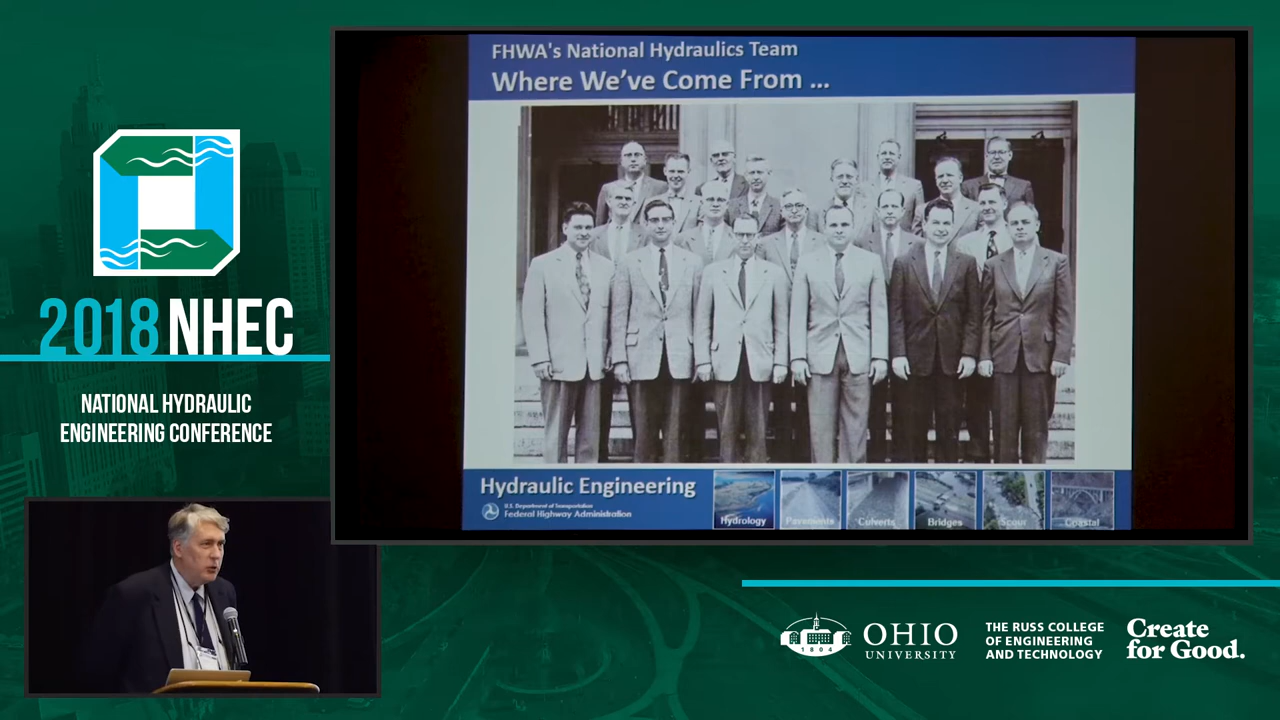 FHWA's National Hydraulics Team
Where We've Come From ...
2018 NHEC
NATIONAL HYDRAULIC
ENGINEERING CONFERENCE
Hydraulic Engineering
U.S. Department of Transportation
Federal Highway Administration
Hydrology
Pavements
Culverts
Bridges
Scour
Coastal
1804
OHIO
UNIVERSITY
THE RUSS COLLEGE
OF ENGINEERING
AND TECHNOLOGY
Create
for Good.